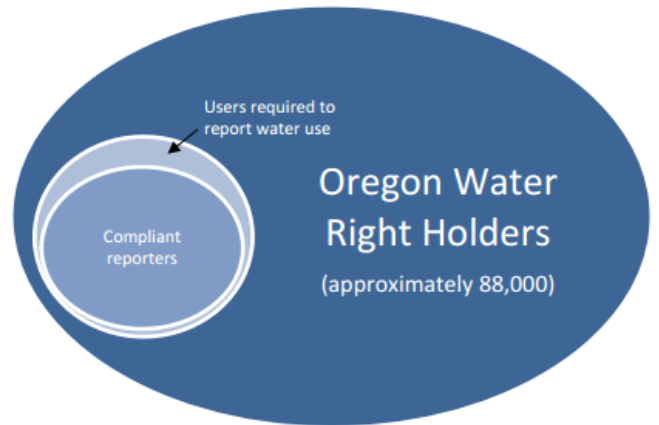 Users required to
report water use
Oregon Water
Right Holders
(approximately 88,000)
Compliant
reporters